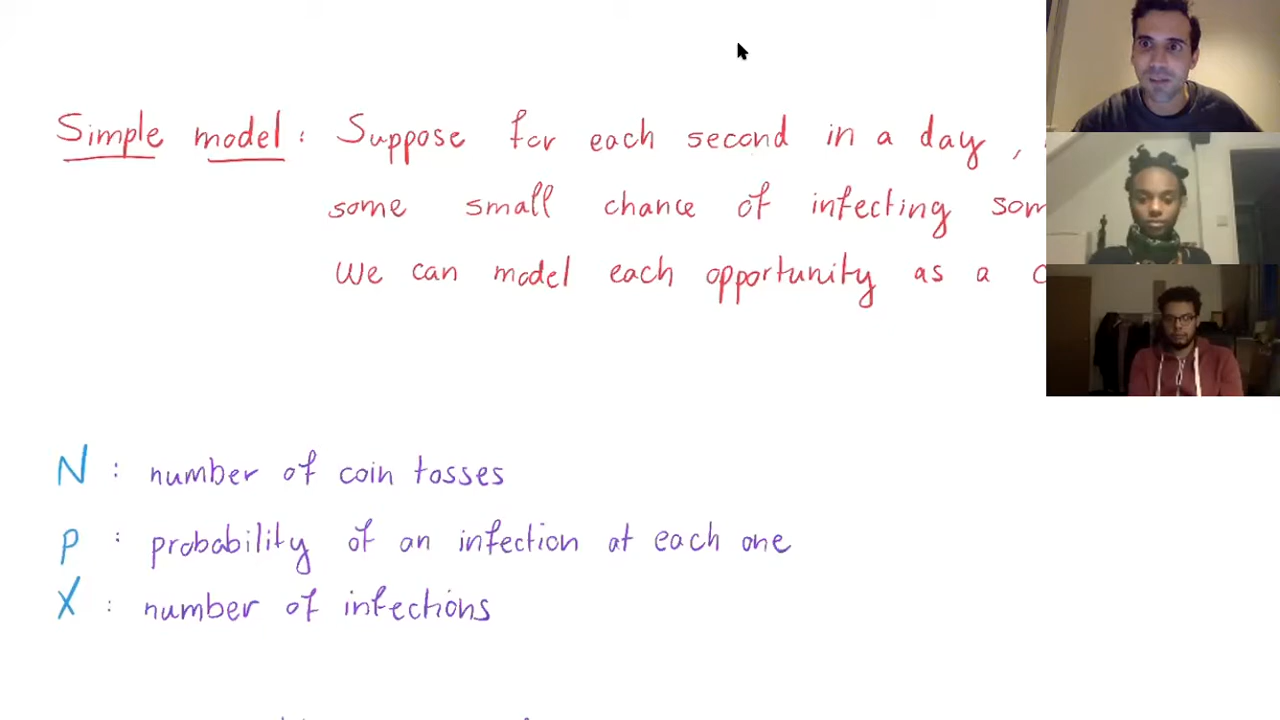 Simple model : Suppose for each second in a day ,
some small chance of infecting
We can model each opportunity as a
N : number of coin tosses
p : probability of an infection at each one
X : number of infections